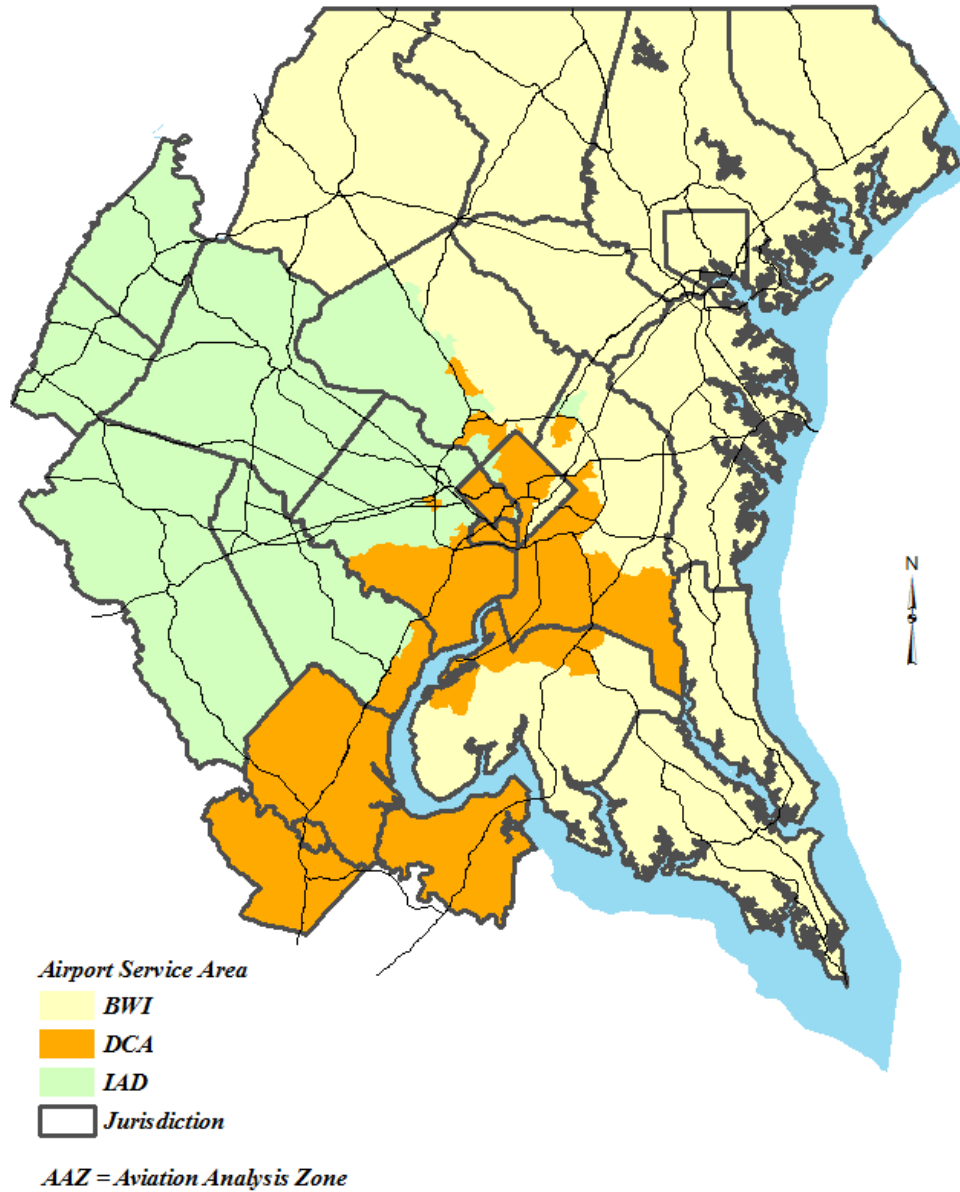 N
Airport Service Area
BWI
DCA
IAD
Jurisdiction
AAZ = Aviation Analysis Zone